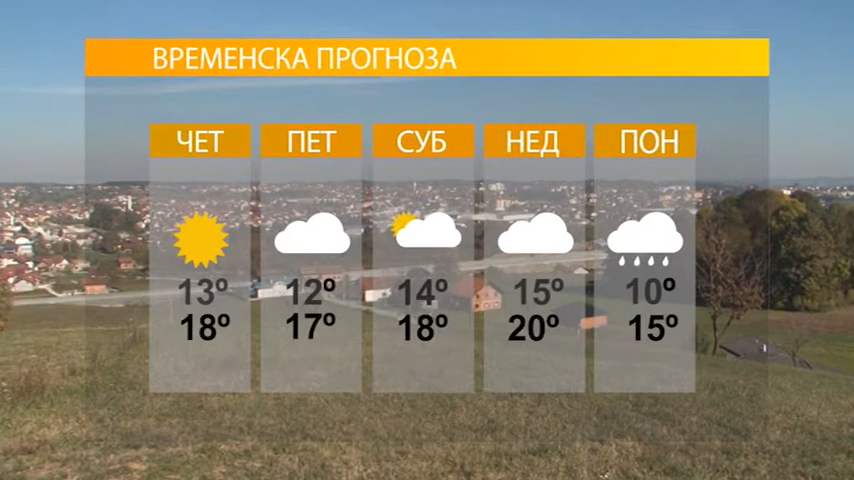 ВРЕМЕНСКА ПРОГНОЗА
ЧЕТ ПЕТ СУБ НЕД ПОН
13º 12º 14º 15º 10º
18º 17º 18º 20º 15º